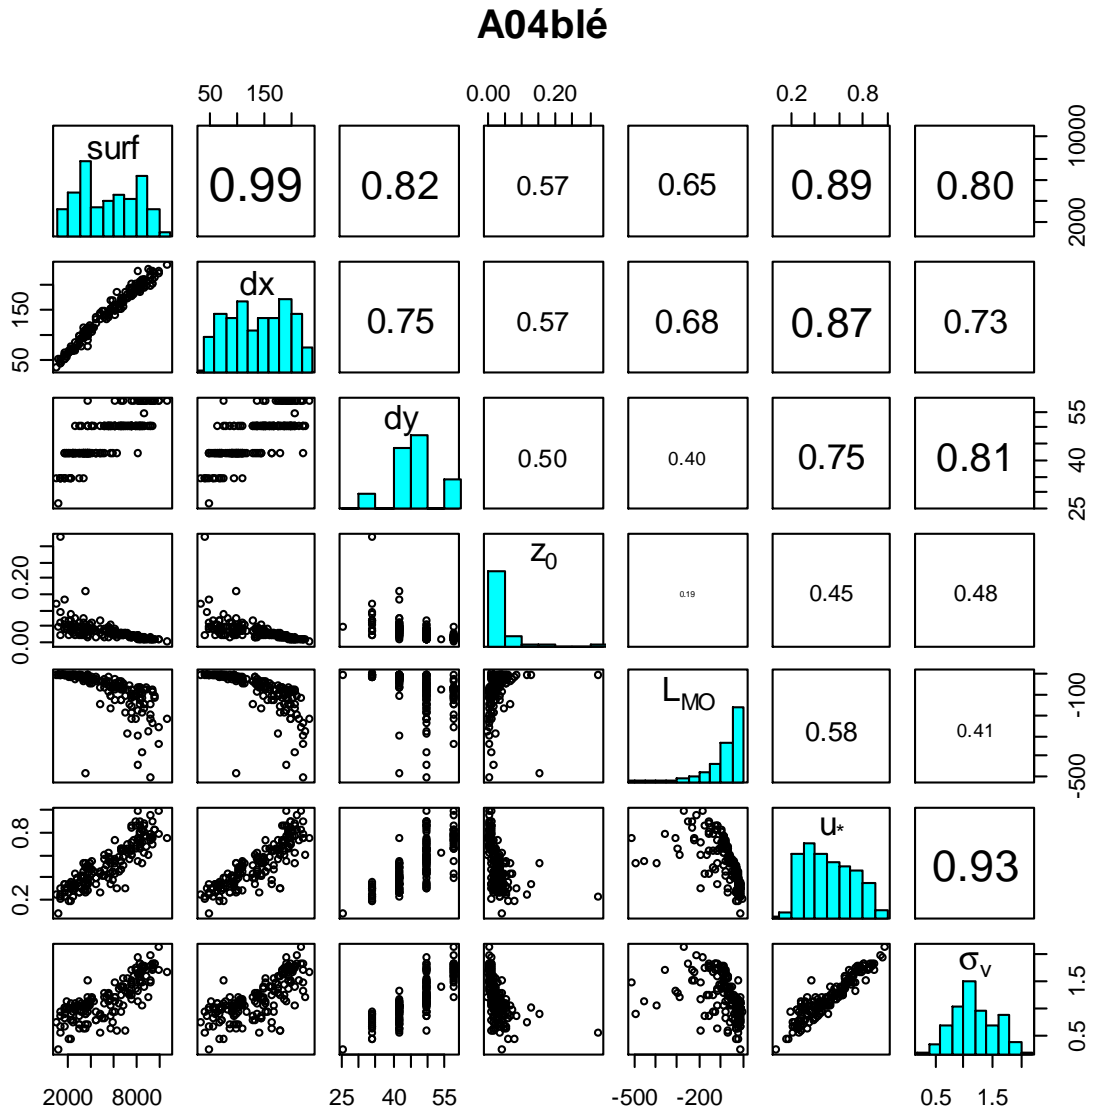 A04blé
50 150 0.00 0.20 0.2 0.8
surf 0.99 0.82 0.57 0.65 0.89 0.80 2000 10000
50 150 dx 0.75 0.57 0.68 0.87 0.73
dy 0.50 0.40 0.75 0.81 25 40 55
0.00 0.20 z0 0.19 0.45 0.48
LMO 0.58 0.41 -500 -100
0.2 0.8 u* 0.93
σv 0.5 1.5
2000 8000 25 40 55 -500 -200 0.5 1.5